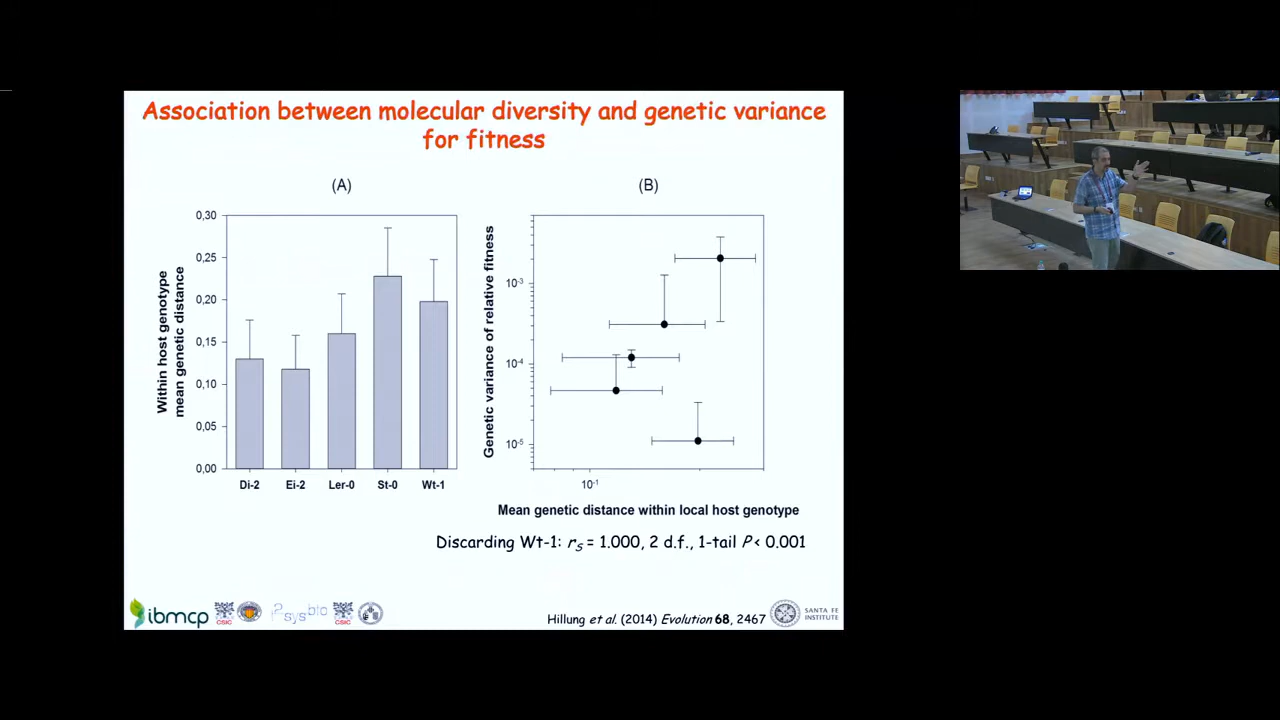 Association between molecular diversity and genetic variance
for fitness
(A)
Within host genotype
mean genetic distance
0,30
0,25
0,20
0,15
0,10
0,05
0,00
Di-2 Ei-2 Ler-0 St-0 Wt-1
(B)
Genetic variance of relative fitness
10-3
10-4
10-5
10-1
Mean genetic distance within local host genotype
Discarding Wt-1: rS = 1.000, 2 d.f., 1-tail P < 0.001
ibmcp
CSIC
sysbio
CSIC
Hillung et al. (2014) Evolution 68, 2467
SANTA FE
INSTITUTE